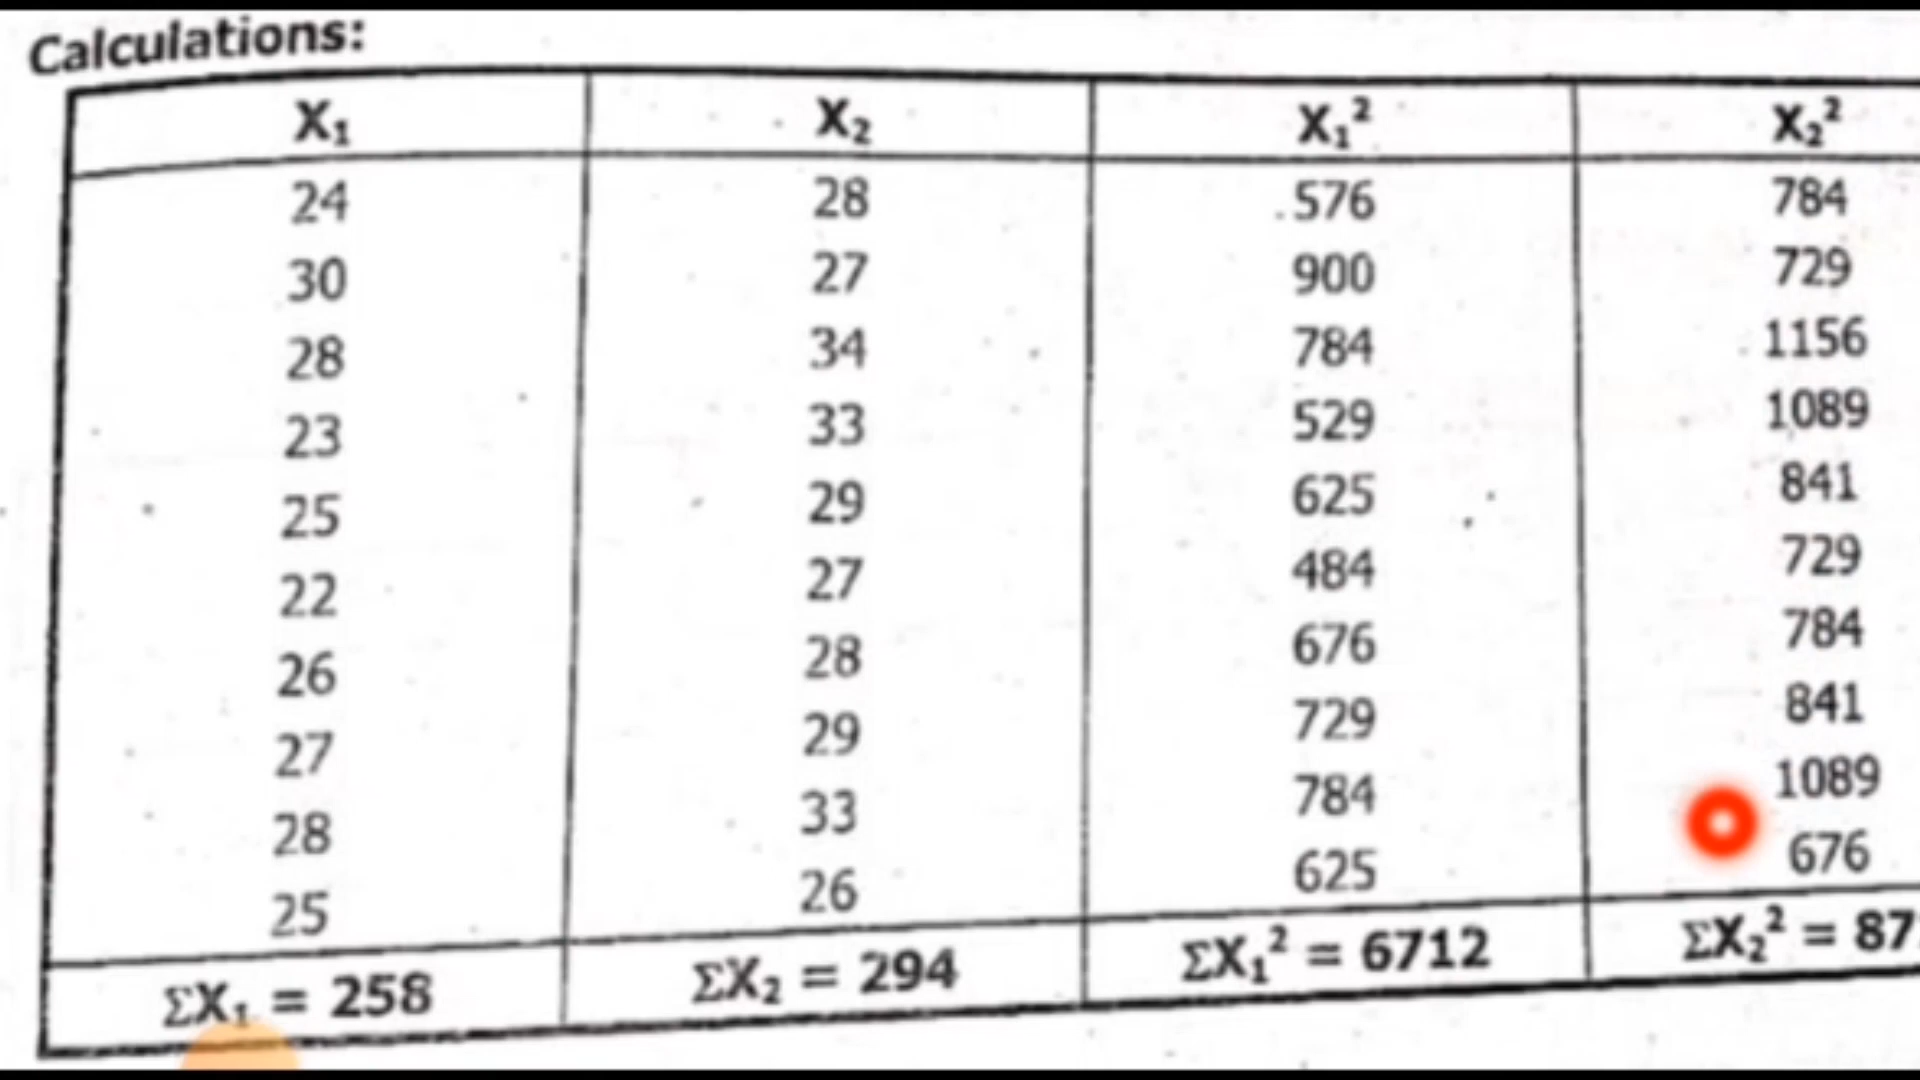 Calculations:
X₁ X₂ X₁² X₂²
24 28 576 784
30 27 900 729
28 34 784 1156
23 33 529 1089
25 29 625 841
22 27 484 729
26 28 676 784
27 29 729 841
28 33 784 1089
25 26 625 676
ΣX₁ = 258 ΣX₂ = 294 ΣX₁² = 6712 ΣX₂² = 87